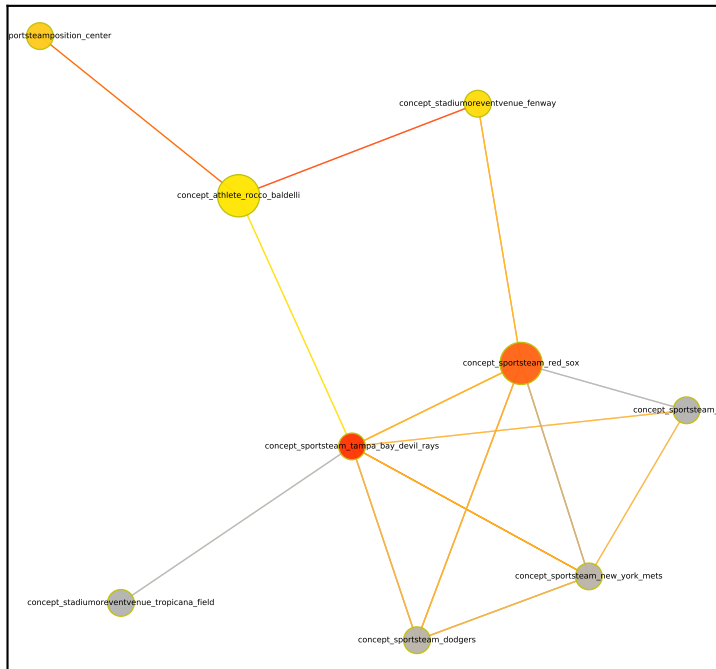 portsteamposition_center
concept_stadiumoreventvenue_fenway
concept_athlete_rocco_baldelli
concept_sportsteam_red_sox
concept_sportsteam_
concept_sportsteam_tampa_bay_devil_rays
concept_sportsteam_new_york_mets
concept_stadiumoreventvenue_tropicana_field
concept_sportsteam_dodgers